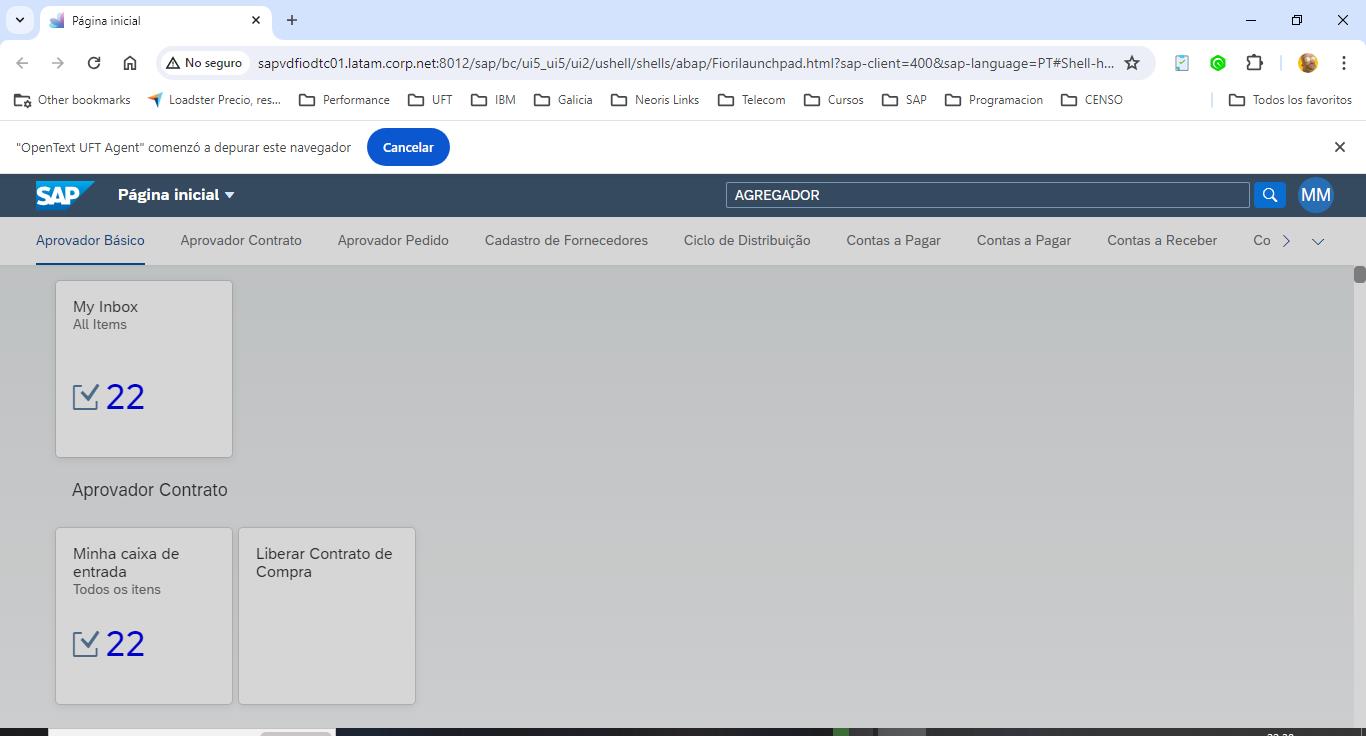 Página inicial
No seguro
sapvdfiodtc01.latam.corp.net:8012/sap/bc/ui5_ui5/ui2/ushell/shells/abap/Fiorilaunchpad.html?sap-client=400&sap-language=PT#Shell-h...
Other bookmarks
Loadster Precio, res...
Performance
UFT
IBM
Galicia
Neoris Links
Telecom
Cursos
SAP
Programacion
CENSO
Todos los favoritos
"OpenText UFT Agent" comenzó a depurar este navegador
Cancelar
SAP
Página inicial
AGREGADOR
MM
Aprovador Básico
Aprovador Contrato
Aprovador Pedido
Cadastro de Fornecedores
Ciclo de Distribuição
Contas a Pagar
Contas a Pagar
Contas a Receber
Co
My Inbox
All Items
22
Aprovador Contrato
Minha caixa de
entrada
Todos os itens
22
Liberar Contrato de
Compra